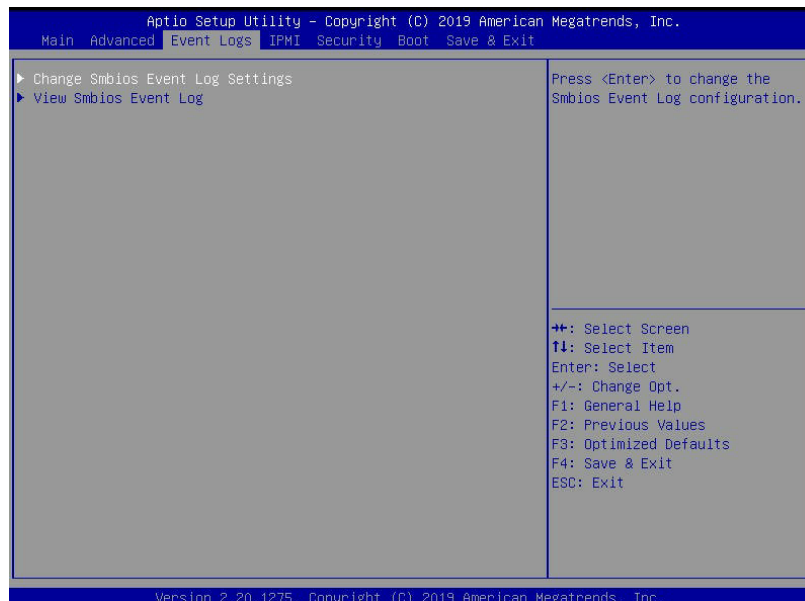 Aptio Setup Utility – Copyright (C) 2019 American Megatrends, Inc.
Main Advanced Event Logs IPMI Security Boot Save & Exit
▶ Change Smbios Event Log Settings
▶ View Smbios Event Log
Press <Enter> to change the
Smbios Event Log configuration.
→←: Select Screen
↑↓: Select Item
Enter: Select
+/-: Change Opt.
F1: General Help
F2: Previous Values
F3: Optimized Defaults
F4: Save & Exit
ESC: Exit
Version 2.20.1275. Copyright (C) 2019 American Megatrends, Inc.